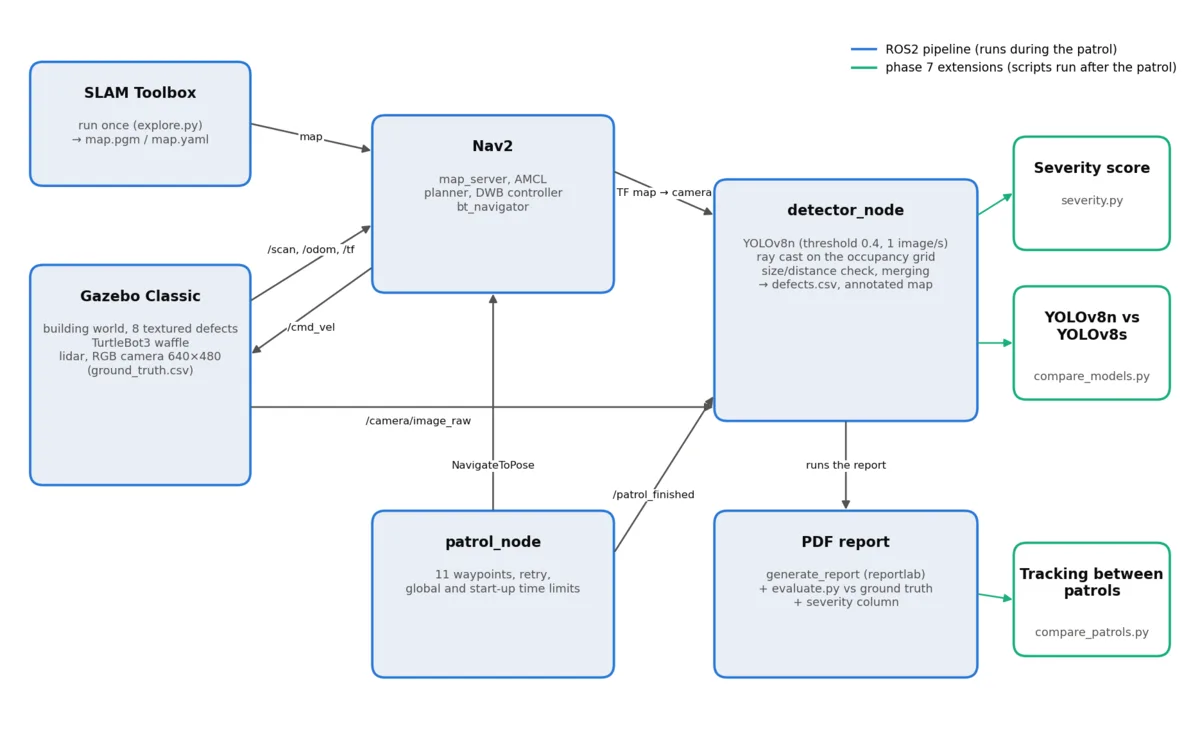 ROS2 pipeline (runs during the patrol)
phase 7 extensions (scripts run after the patrol)
SLAM Toolbox
run once (explore.py)
→ map.pgm / map.yaml
map
Nav2
map_server, AMCL
planner, DWB controller
bt_navigator
TF map → camera
detector_node
YOLOv8n (threshold 0.4, 1 image/s)
ray cast on the occupancy grid
size/distance check, merging
→ defects.csv, annotated map
Severity score
severity.py
YOLOv8n vs
YOLOv8s
compare_models.py
/scan, /odom, /tf
/cmd_vel
Gazebo Classic
building world, 8 textured defects
TurtleBot3 waffle
lidar, RGB camera 640×480
(ground_truth.csv)
/camera/image_raw
NavigateToPose
/patrol_finished
runs the report
patrol_node
11 waypoints, retry,
global and start-up time limits
PDF report
generate_report (reportlab)
+ evaluate.py vs ground truth
+ severity column
Tracking between
patrols
compare_patrols.py